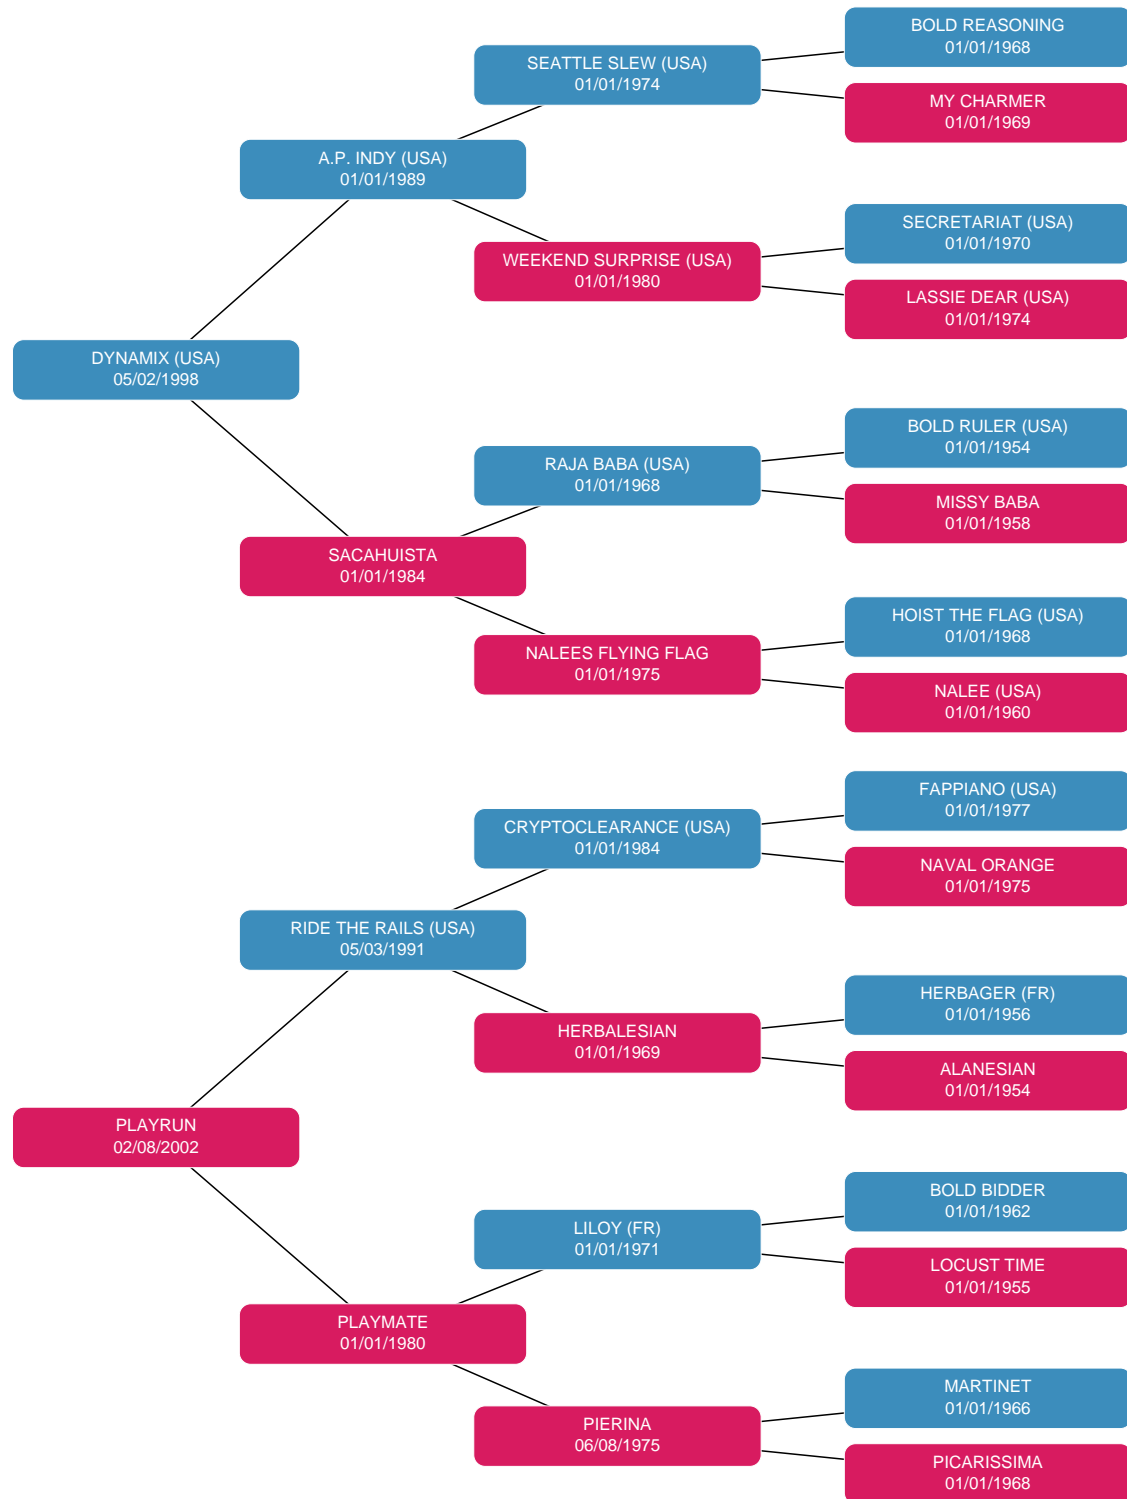 BOLD REASONING
01/01/1968
SEATTLE SLEW (USA)
01/01/1974
MY CHARMER
01/01/1969
A.P. INDY (USA)
01/01/1989
SECRETARIAT (USA)
01/01/1970
WEEKEND SURPRISE (USA)
01/01/1980
LASSIE DEAR (USA)
01/01/1974
DYNAMIX (USA)
05/02/1998
BOLD RULER (USA)
01/01/1954
RAJA BABA (USA)
01/01/1968
MISSY BABA
01/01/1958
SACAHUISTA
01/01/1984
HOIST THE FLAG (USA)
01/01/1968
NALEES FLYING FLAG
01/01/1975
NALEE (USA)
01/01/1960
FAPPIANO (USA)
01/01/1977
CRYPTOCLEARANCE (USA)
01/01/1984
NAVAL ORANGE
01/01/1975
RIDE THE RAILS (USA)
05/03/1991
HERBAGER (FR)
01/01/1956
HERBALESIAN
01/01/1969
ALANESIAN
01/01/1954
PLAYRUN
02/08/2002
BOLD BIDDER
01/01/1962
LILOY (FR)
01/01/1971
LOCUST TIME
01/01/1955
PLAYMATE
01/01/1980
MARTINET
01/01/1966
PIERINA
06/08/1975
PICARISSIMA
01/01/1968